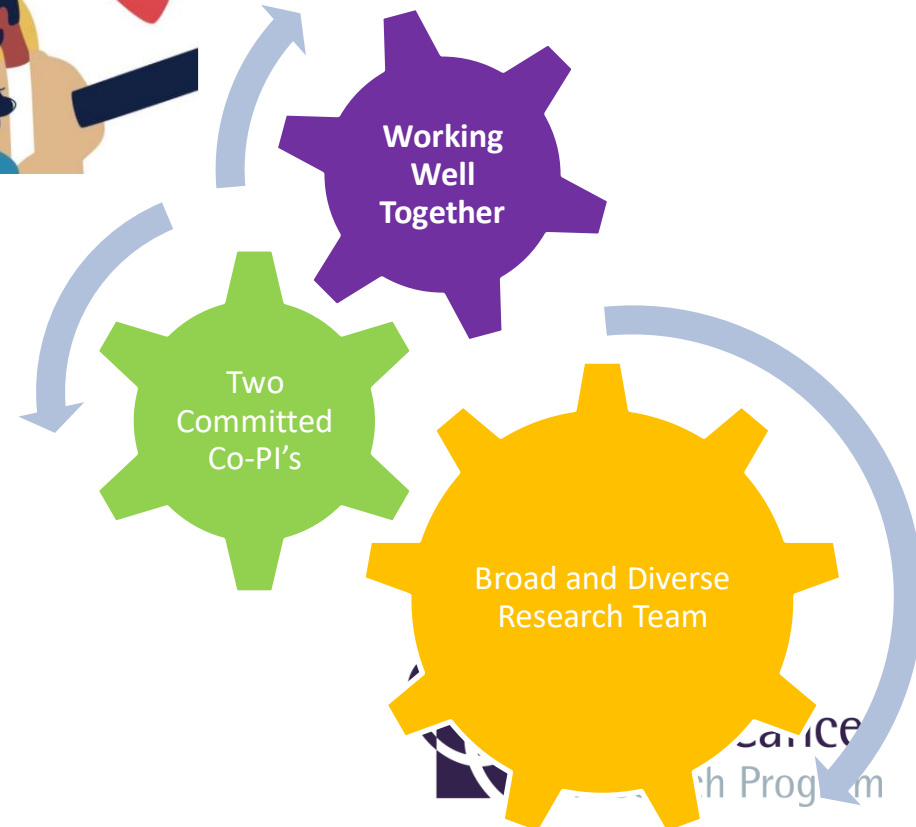 Working
Well
Together
Two
Committed
Co-PI's
Broad and Diverse
Research Team